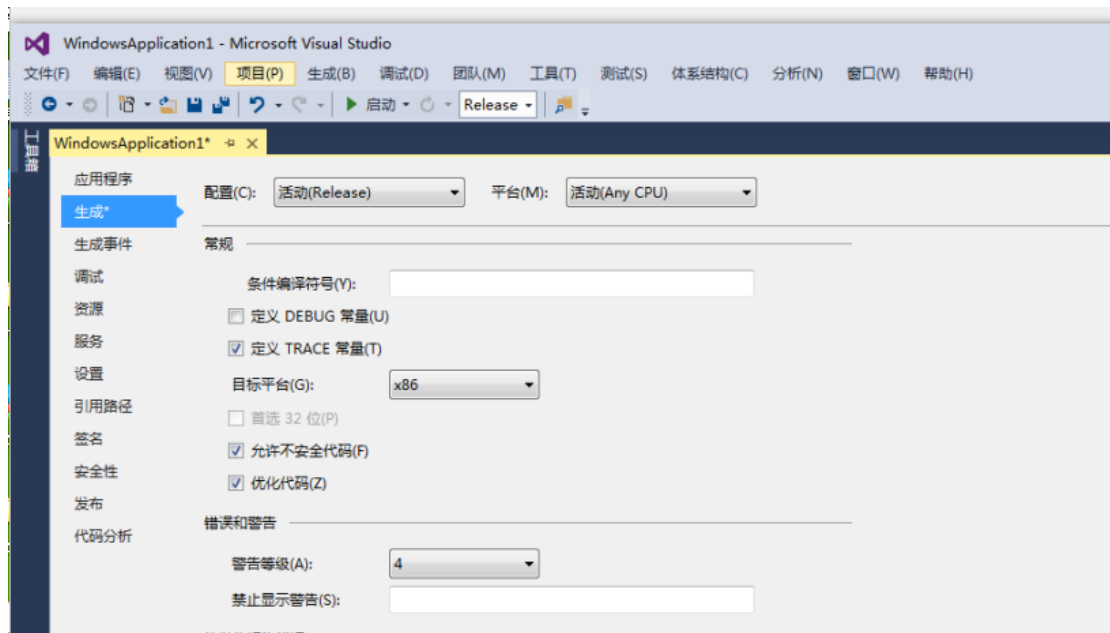 WindowsApplication1 - Microsoft Visual Studio
文件(F) 编辑(E) 视图(V) 项目(P) 生成(B) 调试(D) 团队(M) 工具(T) 测试(S) 体系结构(C) 分析(N) 窗口(W) 帮助(H)
启动 Release
工具箱
WindowsApplication1*
应用程序
生成*
生成事件
调试
资源
服务
设置
引用路径
签名
安全性
发布
代码分析
配置(C): 活动(Release) 平台(M): 活动(Any CPU)
常规
条件编译符号(Y):
定义 DEBUG 常量(U)
定义 TRACE 常量(T)
目标平台(G): x86
首选 32 位(P)
允许不安全代码(F)
优化代码(Z)
错误和警告
警告等级(A): 4
禁止显示警告(S):